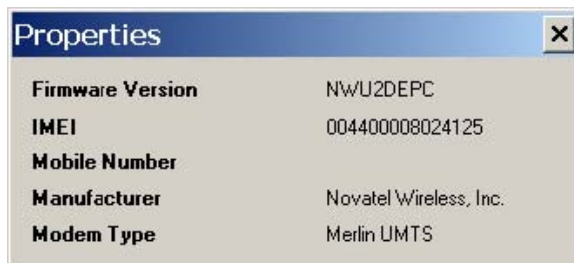 Properties
Firmware Version NWU2DEPC
IMEI 004400008024125
Mobile Number
Manufacturer Novatel Wireless, Inc.
Modem Type Merlin UMTS